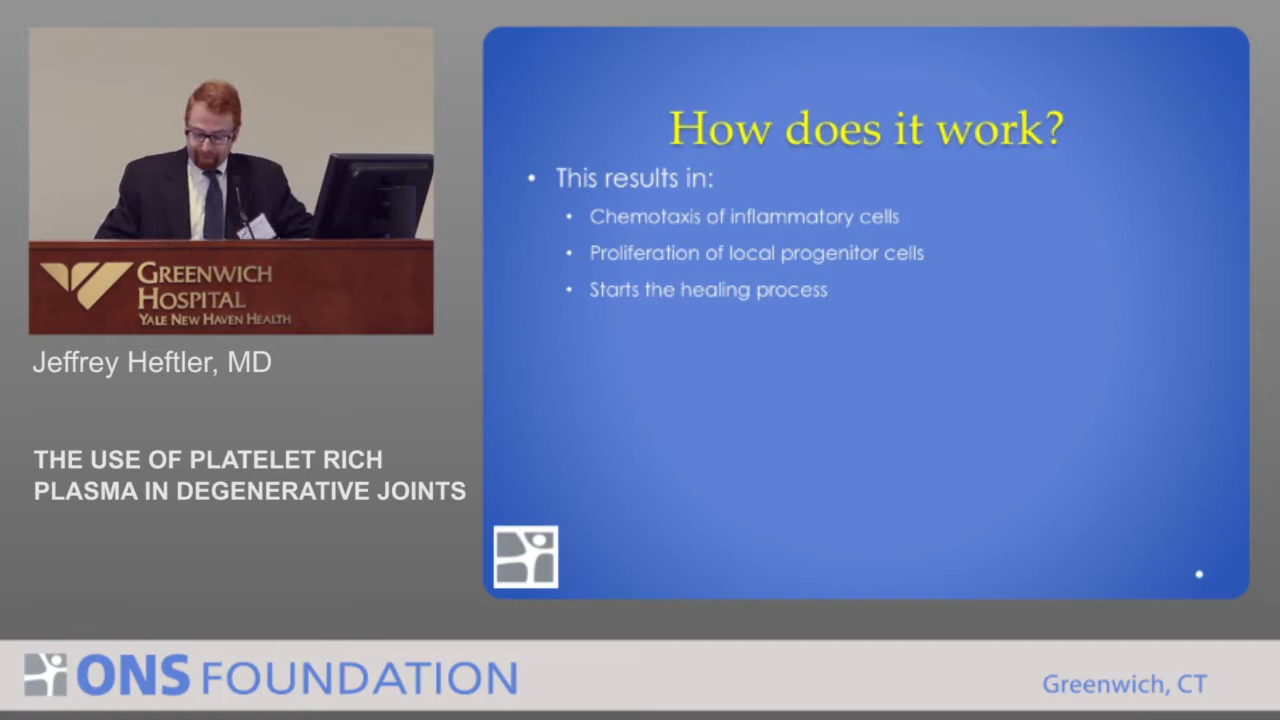 GREENWICH
HOSPITAL
YALE NEW HAVEN HEALTH
Jeffrey Heftler, MD
THE USE OF PLATELET RICH
PLASMA IN DEGENERATIVE JOINTS
How does it work?
• This results in:
• Chemotaxis of inflammatory cells
• Proliferation of local progenitor cells
• Starts the healing process
ONS FOUNDATION
Greenwich, CT